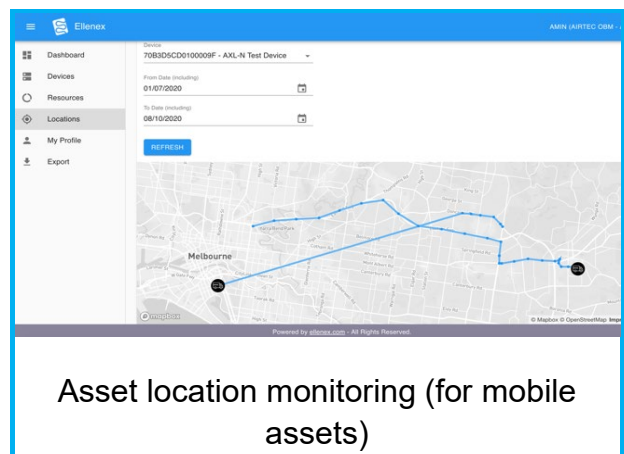 Ellenex
AMIN (AIRTEC OBM -
Dashboard
Devices
Resources
Locations
My Profile
Export
Device
70B3D5CD0100009F - AXL-N Test Device
From Date (including)
01/07/2020
To Date (including)
08/10/2020
REFRESH
Melbourne
mapbox
© Mapbox © OpenStreetMap Impr
Powered by ellenex.com - All Rights Reserved.
Asset location monitoring (for mobile
assets)